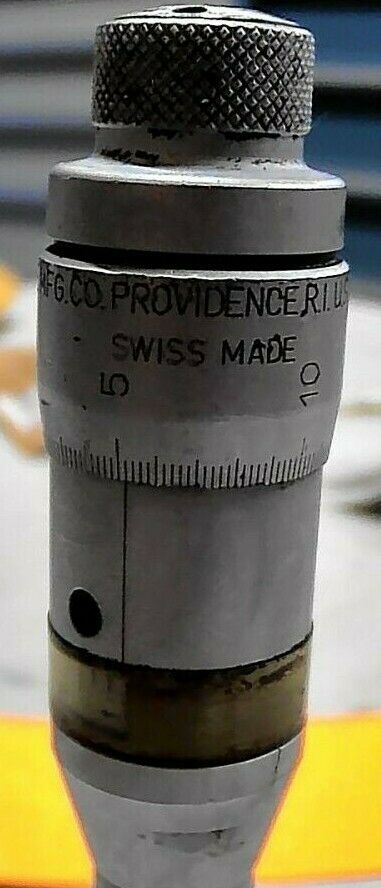 MFG. CO. PROVIDENCE, R.I. U.S.
SWISS MADE
5 10